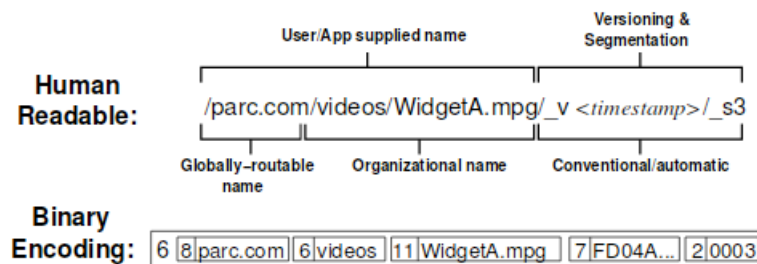 User/App supplied name
Versioning &
Segmentation
Human
Readable:
/parc.com/videos/WidgetA.mpg/_v <timestamp>/_s3
Globally–routable
name
Organizational name
Conventional/automatic
Binary
Encoding:
6 8 parc.com 6 videos 11 WidgetA.mpg 7 FD04A... 2 0003